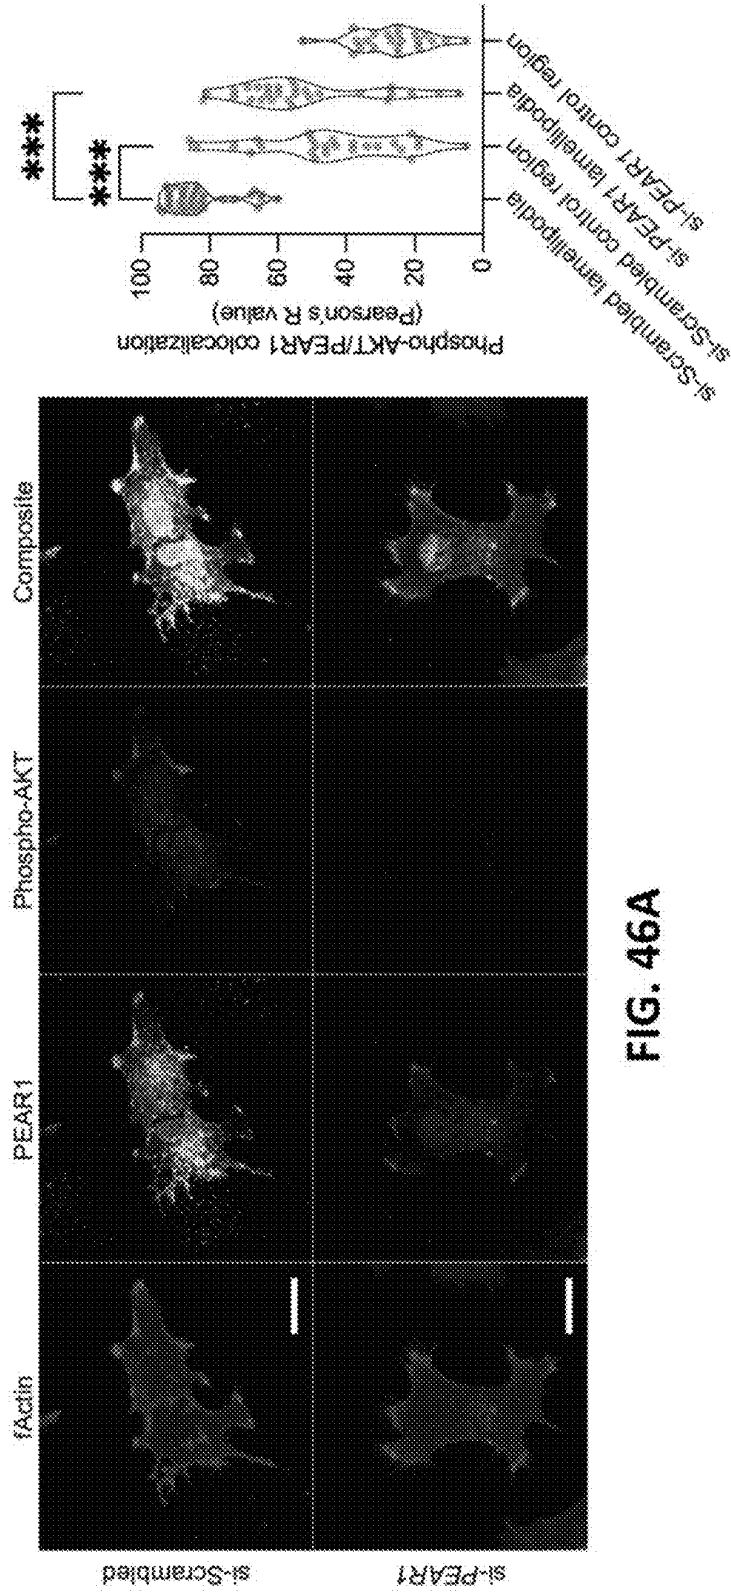 fActin
PEAR1
Phospho-AKT
Composite
si-Scrambled
si-PEAR1
Phospho-AKT/PEAR1 colocalization
(Pearson's R value)
100
80
60
40
20
0
***
***
si-Scrambled lamellipodia
si-Scrambled control region
si-PEAR1 lamellipodia
si-PEAR1 control region
FIG. 46A